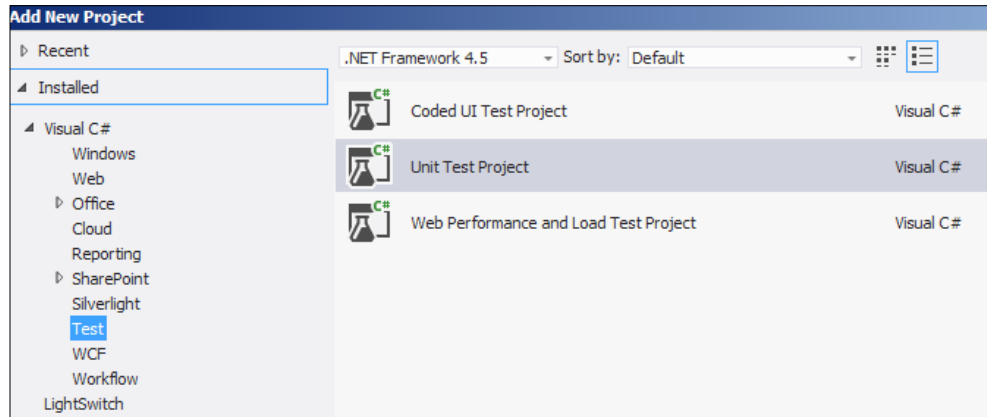 Add New Project
Recent
Installed
Visual C#
Windows
Web
Office
Cloud
Reporting
SharePoint
Silverlight
Test
WCF
Workflow
LightSwitch
.NET Framework 4.5 Sort by: Default
C# Coded UI Test Project Visual C#
C# Unit Test Project Visual C#
C# Web Performance and Load Test Project Visual C#